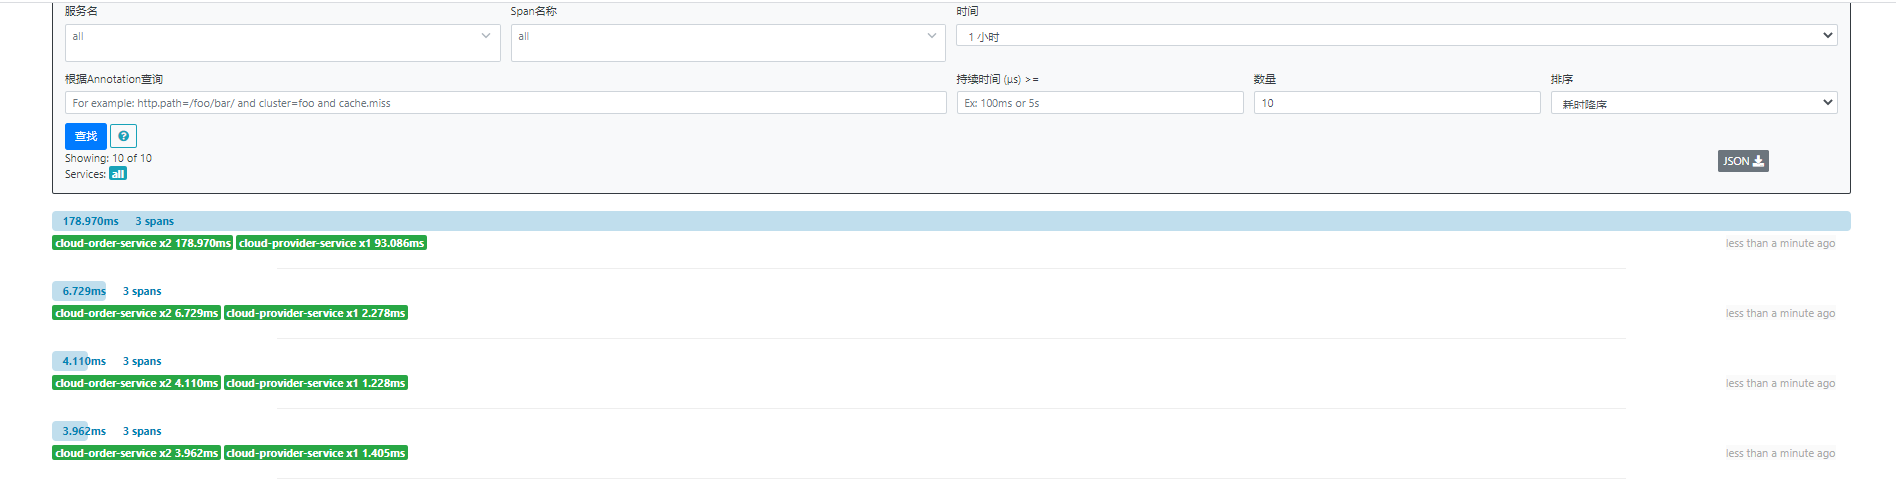 服务名 Span名称 时间
all all 1 小时
根据Annotation查询 持续时间 (μs) >= 数量 排序
For example: http.path=/foo/bar/ and cluster=foo and cache.miss Ex: 100ms or 5s 10 耗时降序
查找
Showing: 10 of 10
Services: all JSON
178.970ms 3 spans
cloud-order-service x2 178.970ms cloud-provider-service x1 93.086ms less than a minute ago
6.729ms 3 spans
cloud-order-service x2 6.729ms cloud-provider-service x1 2.278ms less than a minute ago
4.110ms 3 spans
cloud-order-service x2 4.110ms cloud-provider-service x1 1.228ms less than a minute ago
3.962ms 3 spans
cloud-order-service x2 3.962ms cloud-provider-service x1 1.405ms less than a minute ago